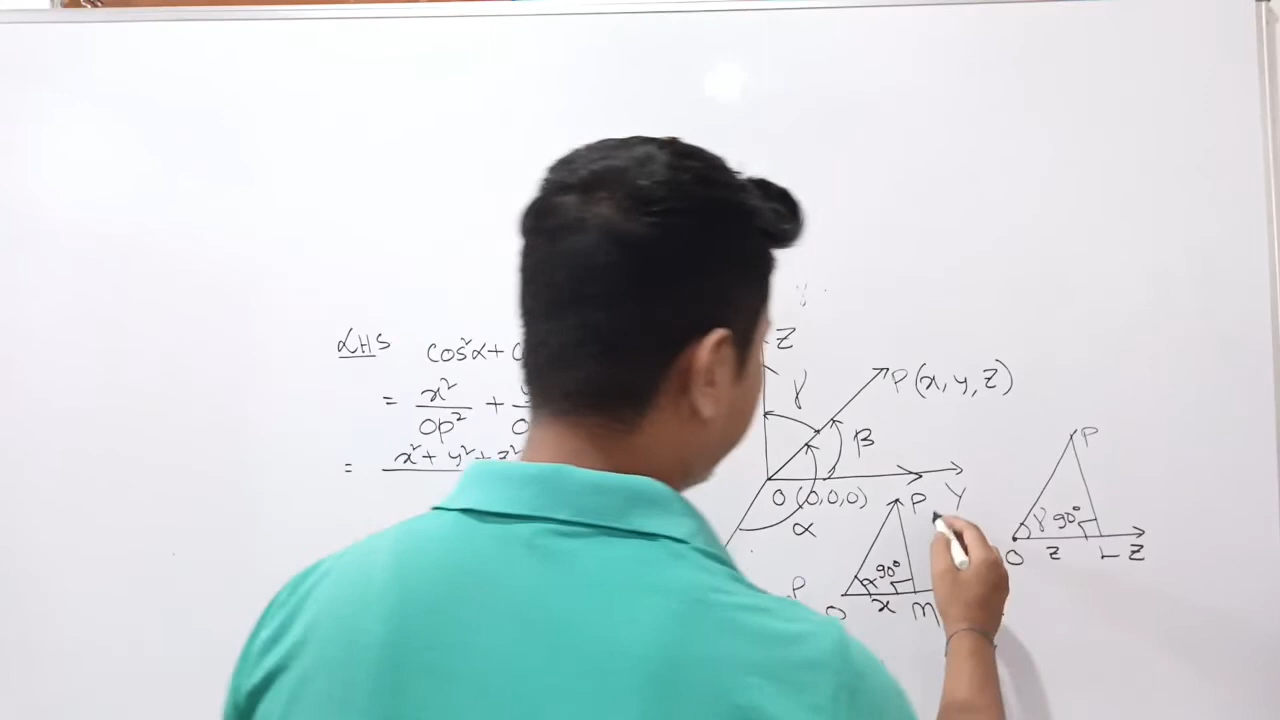 LHS cos²α +
= x²/OP² +
= x² + y² + z²
Z
γ
P(x, y, z)
β
O (0,0,0)
Y
α
P
90°
O x M
P
γ 90°
O z L Z